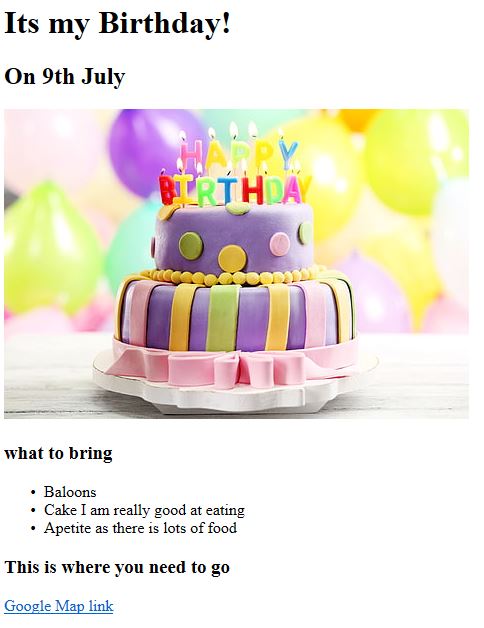 Its my Birthday!
On 9th July
HAPPY
BIRTHDAY
what to bring
Baloons
Cake I am really good at eating
Apetite as there is lots of food
This is where you need to go
Google Map link